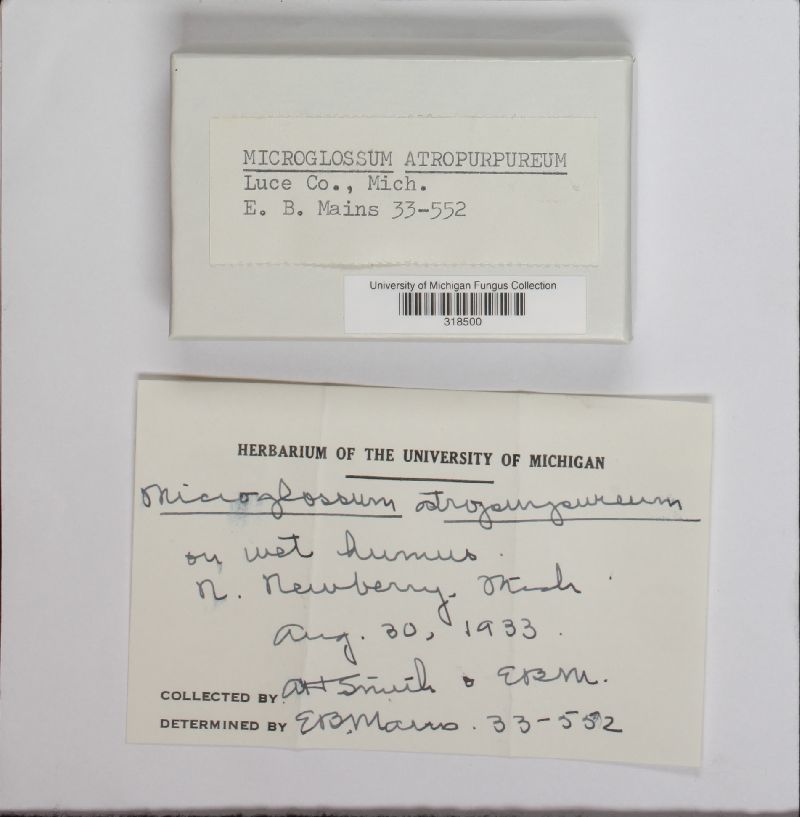 MICROGLOSSUM ATROPURPUREUM
Luce Co., Mich.
E. B. Mains 33-552
University of Michigan Fungus Collection
318500
HERBARIUM OF THE UNIVERSITY OF MICHIGAN
Microglossum atropurpureum
on wet humus.
N. Newberry, Mich.
Aug. 30, 1933.
COLLECTED BY AH Smith & EBM.
DETERMINED BY EB Mains. 33-552